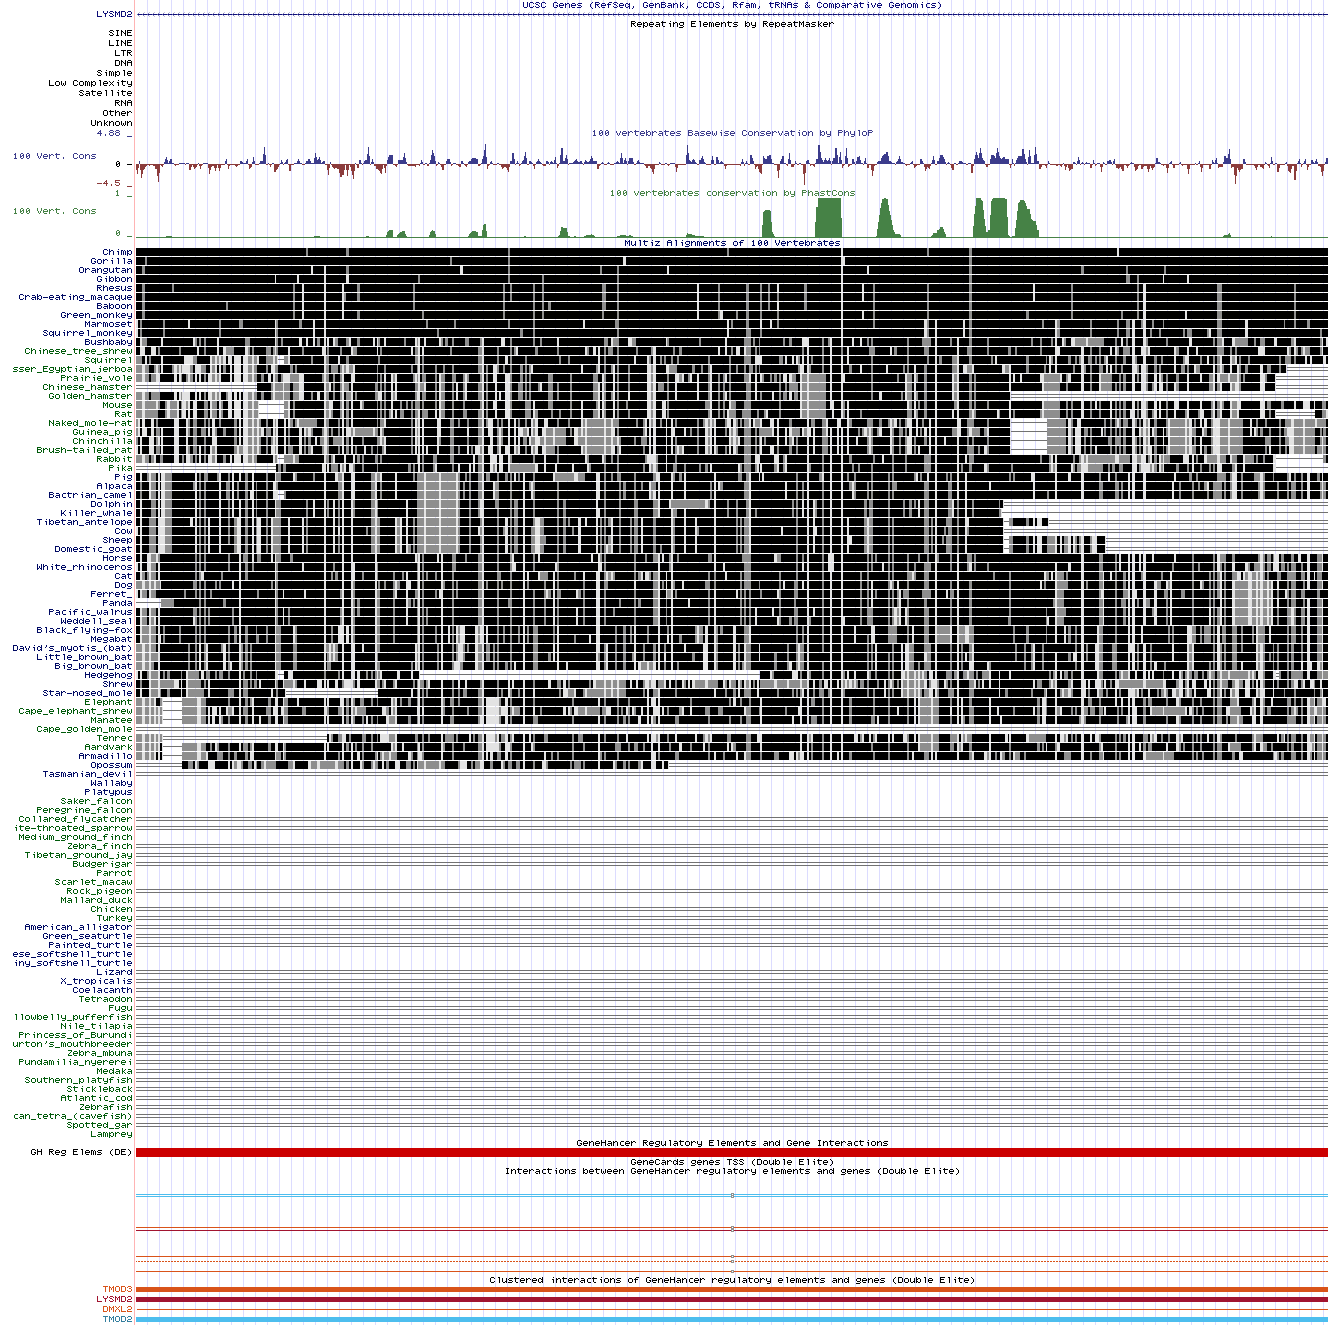 UCSC Genes (RefSeq, GenBank, CCDS, Rfam, tRNAs & Comparative Genomics)
LYSMD2
Repeating Elements by RepeatMasker
SINE
LINE
LTR
DNA
Simple
Low Complexity
Satellite
RNA
Other
Unknown
100 vertebrates Basewise Conservation by PhyloP
4.88 _
100 Vert. Cons
0 _
-4.5 _
100 vertebrates conservation by PhastCons
1 _
100 Vert. Cons
0 _
Multiz Alignments of 100 Vertebrates
Chimp
Gorilla
Orangutan
Gibbon
Rhesus
Crab-eating_macaque
Baboon
Green_monkey
Marmoset
Squirrel_monkey
Bushbaby
Chinese_tree_shrew
Squirrel
sser_Egyptian_jerboa
Prairie_vole
Chinese_hamster
Golden_hamster
Mouse
Rat
Naked_mole-rat
Guinea_pig
Chinchilla
Brush-tailed_rat
Rabbit
Pika
Pig
Alpaca
Bactrian_camel
Dolphin
Killer_whale
Tibetan_antelope
Cow
Sheep
Domestic_goat
Horse
White_rhinoceros
Cat
Dog
Ferret_
Panda
Pacific_walrus
Weddell_seal
Black_flying-fox
Megabat
David's_myotis_(bat)
Little_brown_bat
Big_brown_bat
Hedgehog
Shrew
Star-nosed_mole
Elephant
Cape_elephant_shrew
Manatee
Cape_golden_mole
Tenrec
Aardvark
Armadillo
Opossum
Tasmanian_devil
Wallaby
Platypus
Saker_falcon
Peregrine_falcon
Collared_flycatcher
ite-throated_sparrow
Medium_ground_finch
Zebra_finch
Tibetan_ground_jay
Budgerigar
Parrot
Scarlet_macaw
Rock_pigeon
Mallard_duck
Chicken
Turkey
American_alligator
Green_seaturtle
Painted_turtle
ese_softshell_turtle
iny_softshell_turtle
Lizard
X_tropicalis
Coelacanth
Tetraodon
Fugu
llowbelly_pufferfish
Nile_tilapia
Princess_of_Burundi
urton's_mouthbreeder
Zebra_mbuna
Pundamilia_nyererei
Medaka
Southern_platyfish
Stickleback
Atlantic_cod
Zebrafish
can_tetra_(cavefish)
Spotted_gar
Lamprey
GeneHancer Regulatory Elements and Gene Interactions
GH Reg Elems (DE)
GeneCards genes TSS (Double Elite)
Interactions between GeneHancer regulatory elements and genes (Double Elite)
Clustered interactions of GeneHancer regulatory elements and genes (Double Elite)
TMOD3
LYSMD2
DMXL2
TMOD2